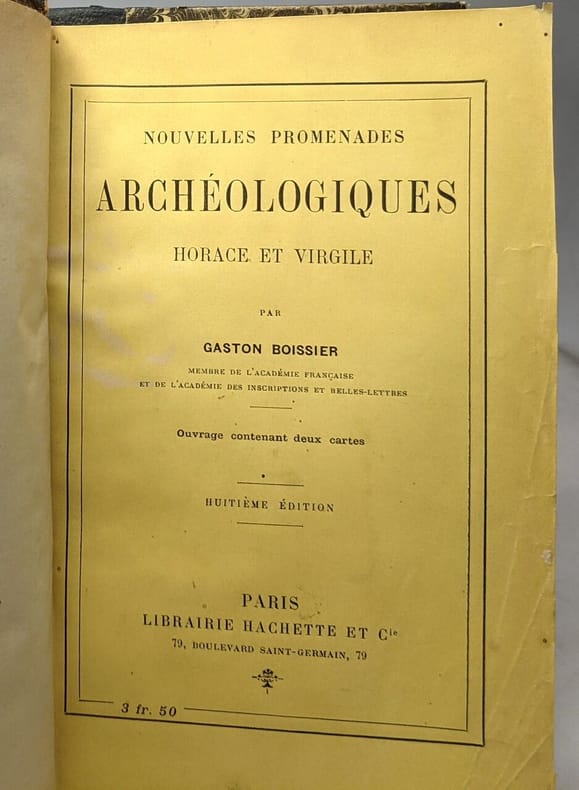 NOUVELLES PROMENADES
ARCHÉOLOGIQUES
HORACE ET VIRGILE
PAR
GASTON BOISSIER
MEMBRE DE L'ACADÉMIE FRANÇAISE
ET DE L'ACADÉMIE DES INSCRIPTIONS ET BELLES-LETTRES
Ouvrage contenant deux cartes
HUITIÈME ÉDITION
PARIS
LIBRAIRIE HACHETTE ET Cie
79, BOULEVARD SAINT-GERMAIN, 79
3 fr. 50